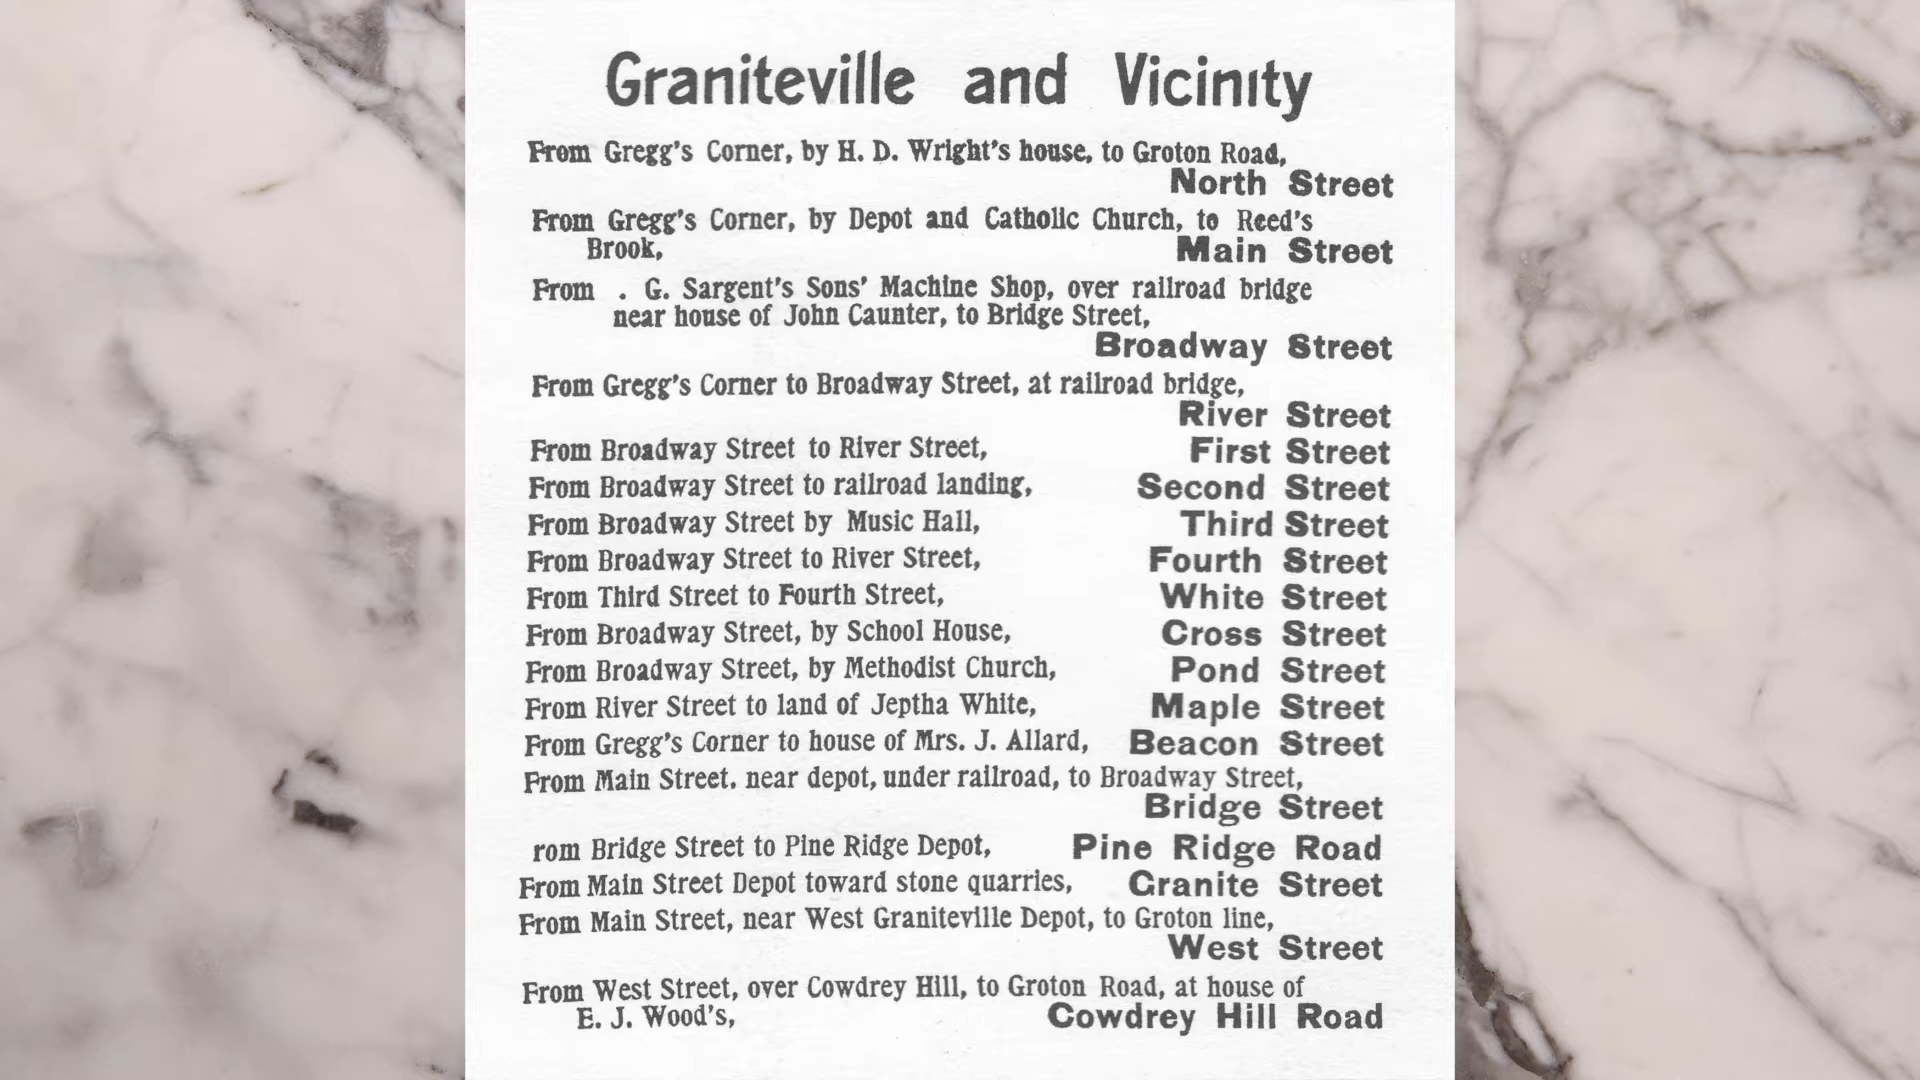 Graniteville and Vicinity
From Gregg's Corner, by H. D. Wright's house, to Groton Road,
North Street
From Gregg's Corner, by Depot and Catholic Church, to Reed's
Brook, Main Street
From . G. Sargent's Sons' Machine Shop, over railroad bridge
near house of John Caunter, to Bridge Street,
Broadway Street
From Gregg's Corner to Broadway Street, at railroad bridge,
River Street
From Broadway Street to River Street, First Street
From Broadway Street to railroad landing, Second Street
From Broadway Street by Music Hall, Third Street
From Broadway Street to River Street, Fourth Street
From Third Street to Fourth Street, White Street
From Broadway Street, by School House, Cross Street
From Broadway Street, by Methodist Church, Pond Street
From River Street to land of Jeptha White, Maple Street
From Gregg's Corner to house of Mrs. J. Allard, Beacon Street
From Main Street, near depot, under railroad, to Broadway Street,
Bridge Street
rom Bridge Street to Pine Ridge Depot, Pine Ridge Road
From Main Street Depot toward stone quarries, Granite Street
From Main Street, near West Graniteville Depot, to Groton line,
West Street
From West Street, over Cowdrey Hill, to Groton Road, at house of
E. J. Wood's, Cowdrey Hill Road